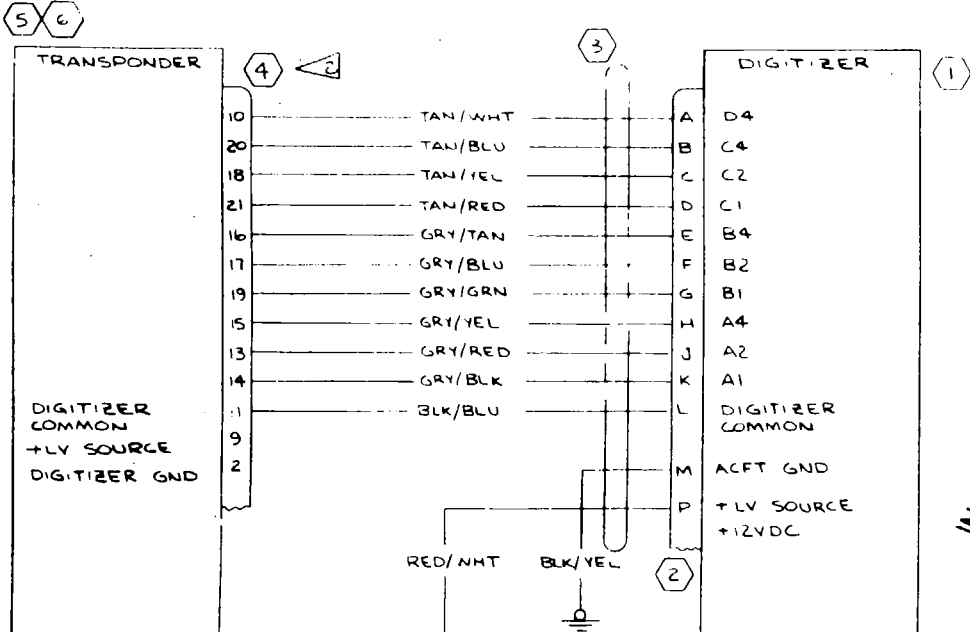 5 6
TRANSPONDER
4
3
DIGITIZER
1
10 TAN/WHT A D4
20 TAN/BLU B C4
18 TAN/YEL C C2
21 TAN/RED D C1
16 GRY/TAN E B4
17 GRY/BLU F B2
19 GRY/GRN G B1
15 GRY/YEL H A4
13 GRY/RED J A2
14 GRY/BLK K A1
DIGITIZER COMMON
11 BLK/BLU L DIGITIZER COMMON
9
+LV SOURCE
2
DIGITIZER GND
M ACFT GND
P +LV SOURCE
+12VDC
RED/WHT BLK/YEL
2